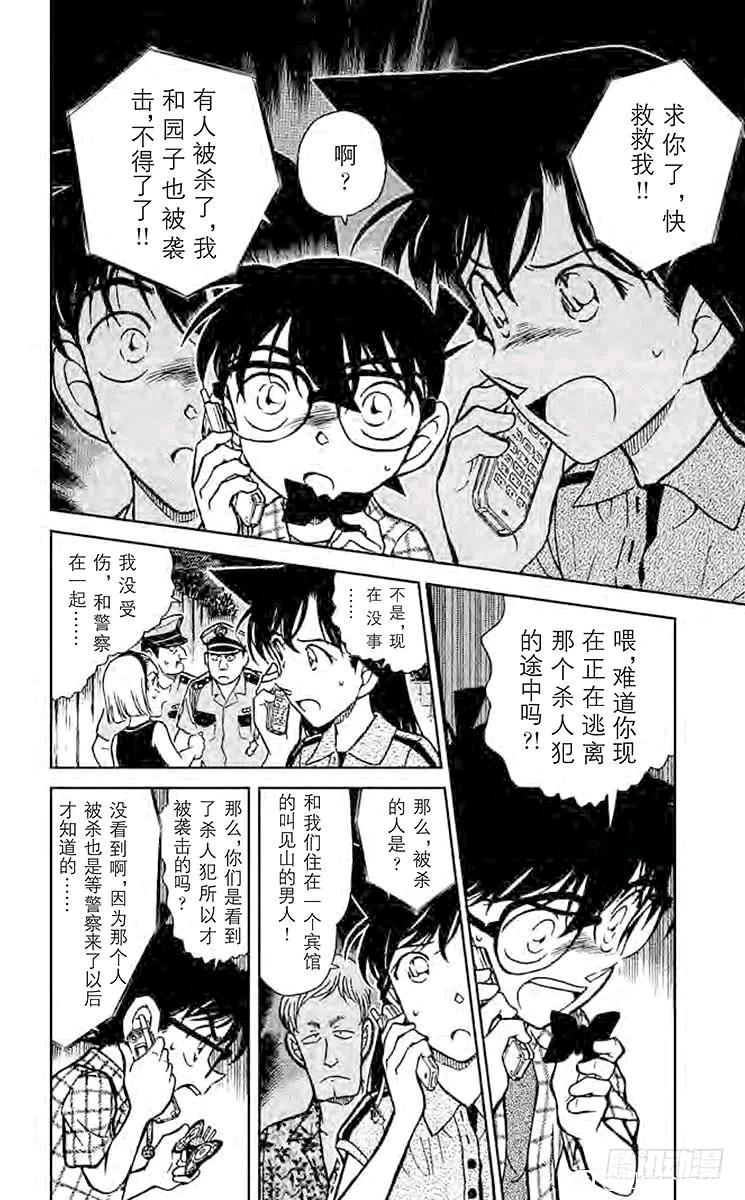 求你了，快
救救我!!
啊
？
有人被杀了，我
和园子也被袭
击，不得了了!!
喂，难道你现
在正在逃离
那个杀人犯
的途中吗?!
不是，现
在没事
……
我没受
伤，和警察
在一起……
那么，被杀
的人是？
和我们住在一个宾馆
的叫见山的男人！
那么，你们是看到
了杀人犯所以才
被袭击的吗？
没看到啊，因为那个人
被杀也是等警察来了以后
才知道的……